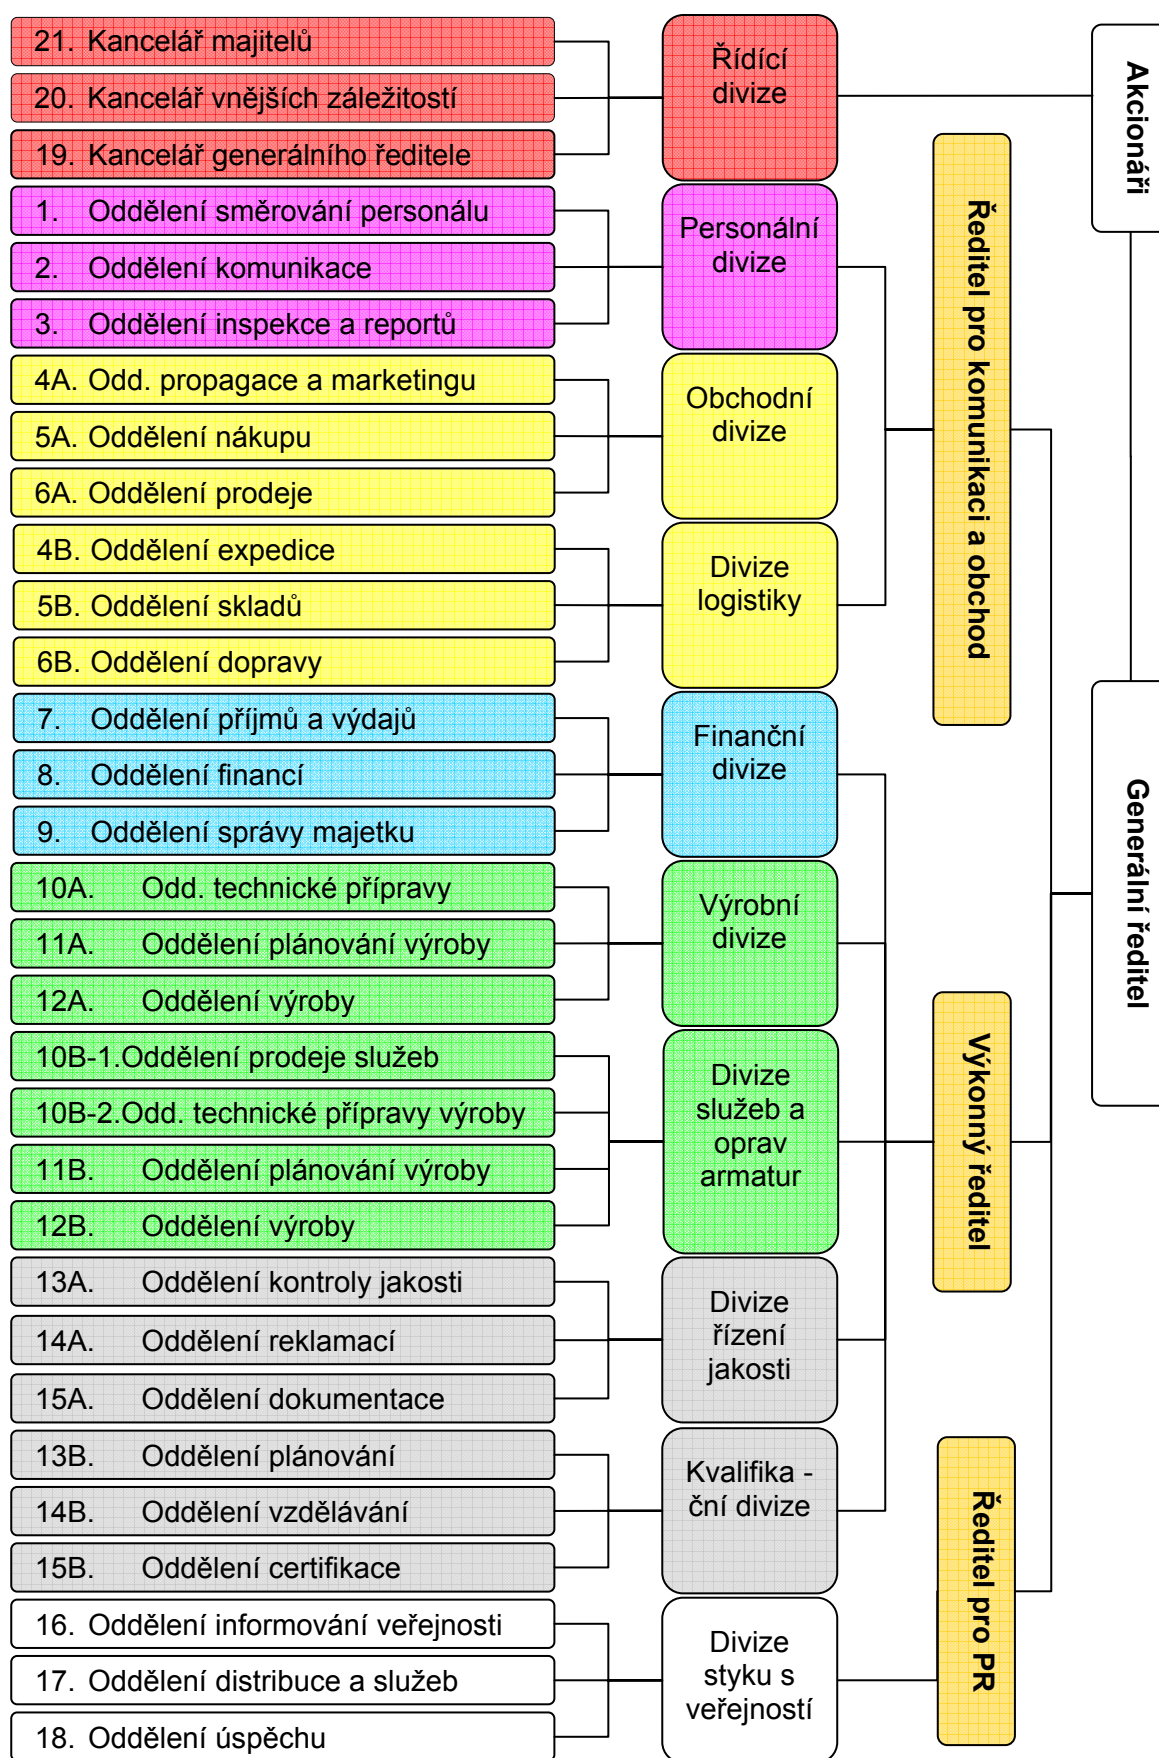 21. Kancelář majitelů
20. Kancelář vnějších záležitostí
19. Kancelář generálního ředitele
1. Oddělení směrování personálu
2. Oddělení komunikace
3. Oddělení inspekce a reportů
4A. Odd. propagace a marketingu
5A. Oddělení nákupu
6A. Oddělení prodeje
4B. Oddělení expedice
5B. Oddělení skladů
6B. Oddělení dopravy
7. Oddělení příjmů a výdajů
8. Oddělení financí
9. Oddělení správy majetku
10A. Odd. technické přípravy
11A. Oddělení plánování výroby
12A. Oddělení výroby
10B-1.Oddělení prodeje služeb
10B-2.Odd. technické přípravy výroby
11B. Oddělení plánování výroby
12B. Oddělení výroby
13A. Oddělení kontroly jakosti
14A. Oddělení reklamací
15A. Oddělení dokumentace
13B. Oddělení plánování
14B. Oddělení vzdělávání
15B. Oddělení certifikace
16. Oddělení informování veřejnosti
17. Oddělení distribuce a služeb
18. Oddělení úspěchu
Řídící
divize
Personální
divize
Obchodní
divize
Divize
logistiky
Finanční
divize
Výrobní
divize
Divize
služeb a
oprav
armatur
Divize
řízení
jakosti
Kvalifika -
ční divize
Divize
styku s
veřejností
Ředitel pro komunikaci a obchod
Výkonný ředitel
Ředitel pro PR
Akcionáři
Generální ředitel